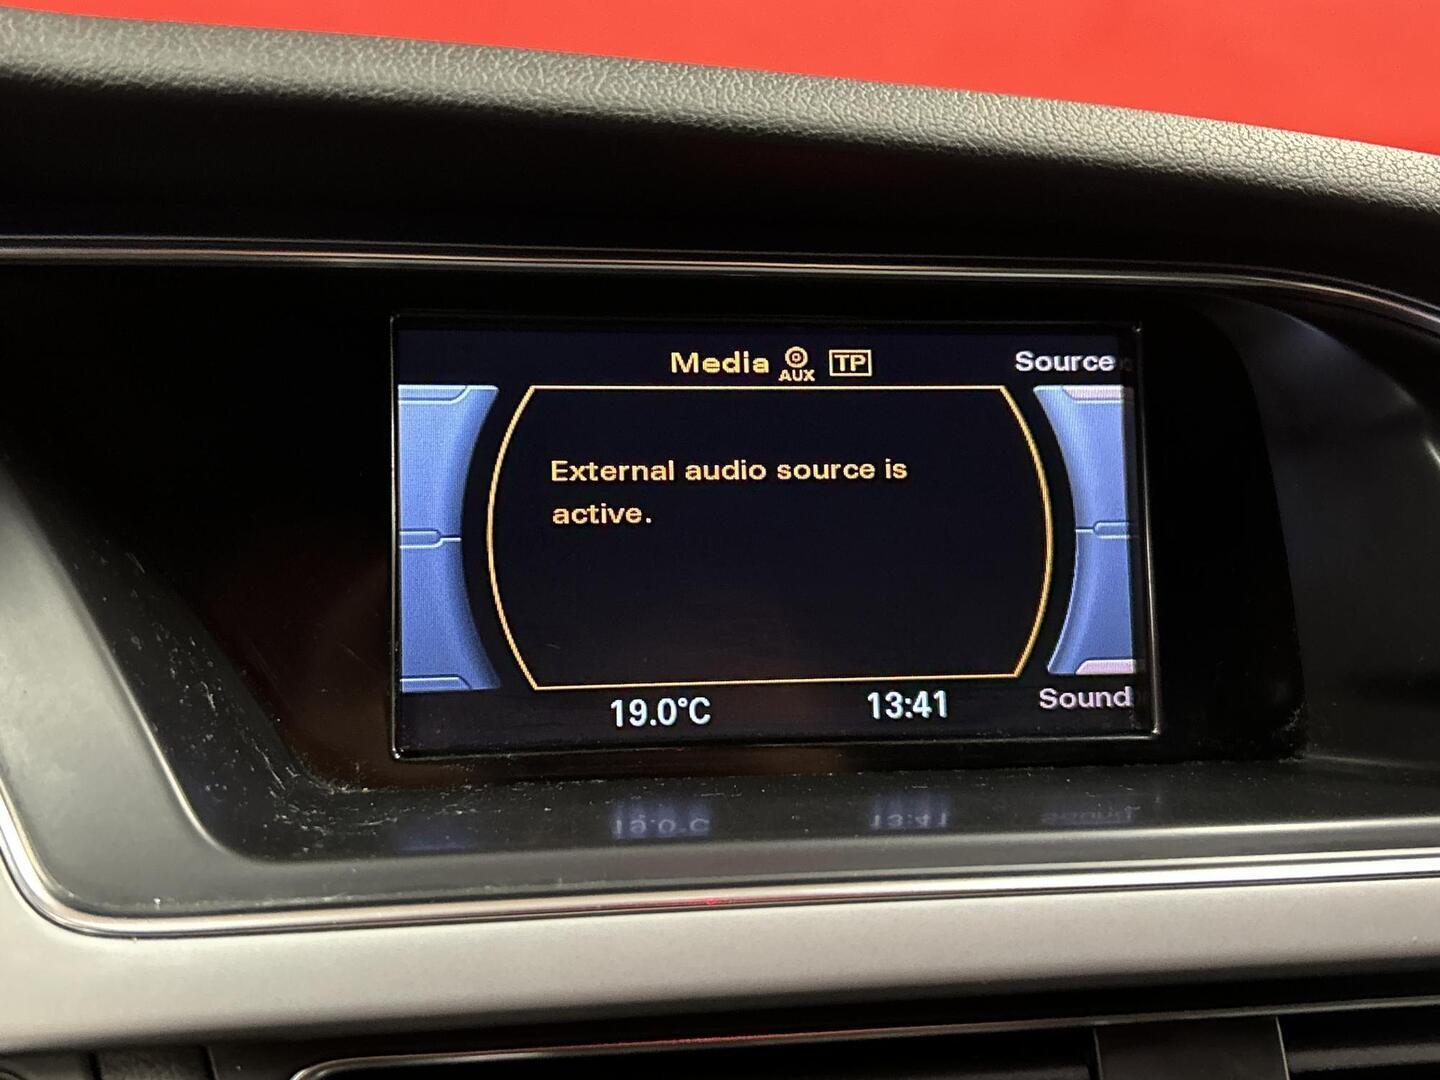 Media AUX TP Source
External audio source is
active.
19.0°C 13:41 Sound